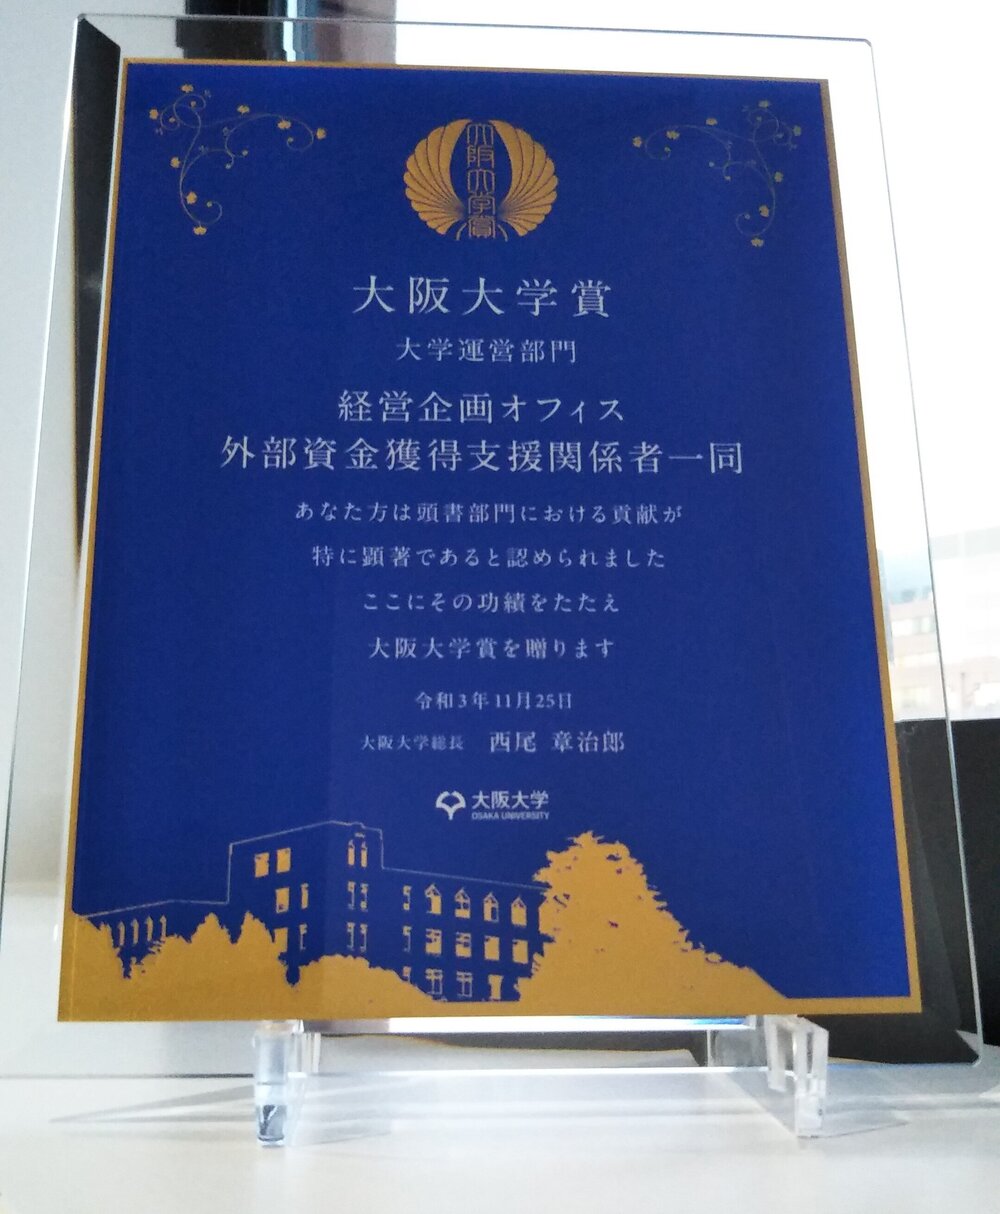 大阪大学賞
大阪大学賞
大学運営部門
経営企画オフィス
外部資金獲得支援関係者一同
あなた方は頭書部門における貢献が
特に顕著であると認められました
ここにその功績をたたえ
大阪大学賞を贈ります
令和3年11月25日
大阪大学総長 西尾 章治郎
大阪大学
OSAKA UNIVERSITY